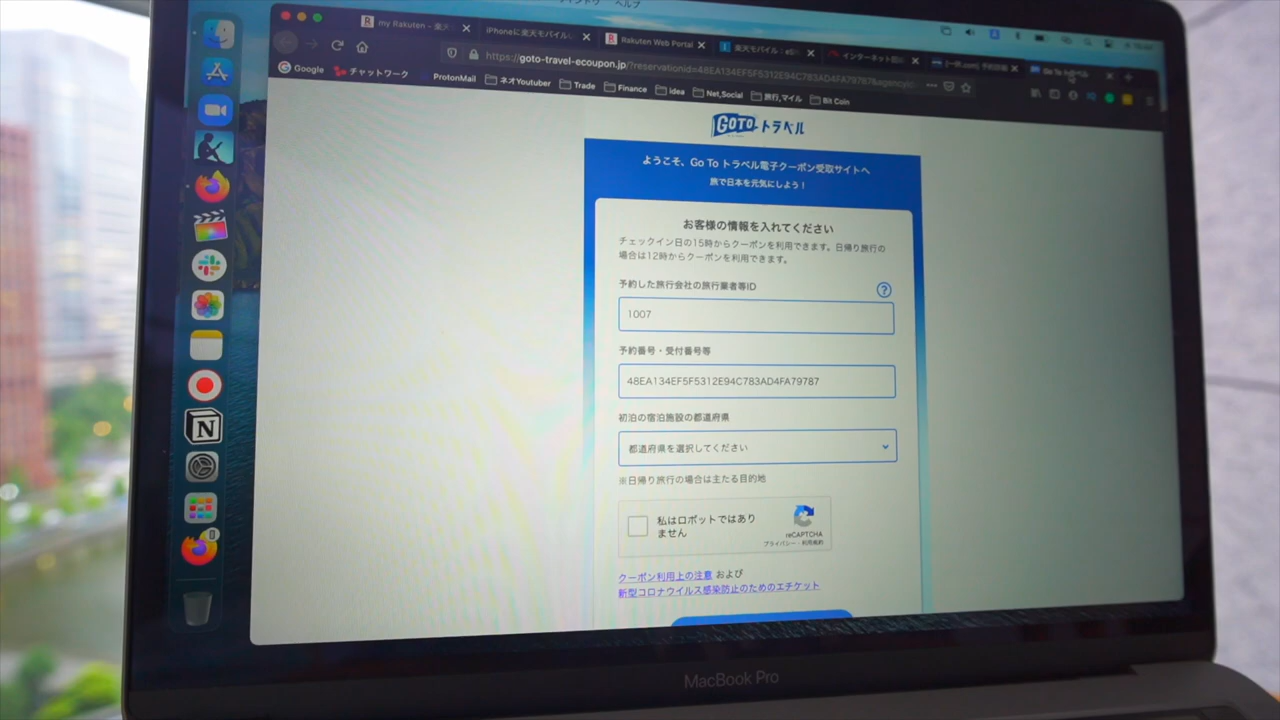 ヘルプ
my Rakuten - 楽天
iPhoneに楽天モバイル
Rakuten Web Portal
楽天モバイル：
インターネット
Go To トラベル
https://goto-travel-ecoupon.jp/?reservationid=48EA134EF5F5312E94C783AD4FA79787&agencyid
Google
チャットワーク
ProtonMail
ネオYoutuber
Trade
Finance
idea
Net,Social
旅行,マイル
Bit Coin
GOTOトラベル
ようこそ、Go To トラベル電子クーポン受取サイトへ
旅で日本を元気にしよう！
お客様の情報を入れてください
チェックイン日の15時からクーポンを利用できます。日帰り旅行の
場合は12時からクーポンを利用できます。
予約した旅行会社の旅行業者等ID
?
1007
予約番号・受付番号等
48EA134EF5F5312E94C783AD4FA79787
初泊の宿泊施設の都道府県
都道府県を選択してください
※日帰り旅行の場合は主たる目的地
私はロボットではあり
ません
reCAPTCHA
プライバシー - 利用規約
クーポン利用上の注意 および
新型コロナウイルス感染防止のためのエチケット
MacBook Pro